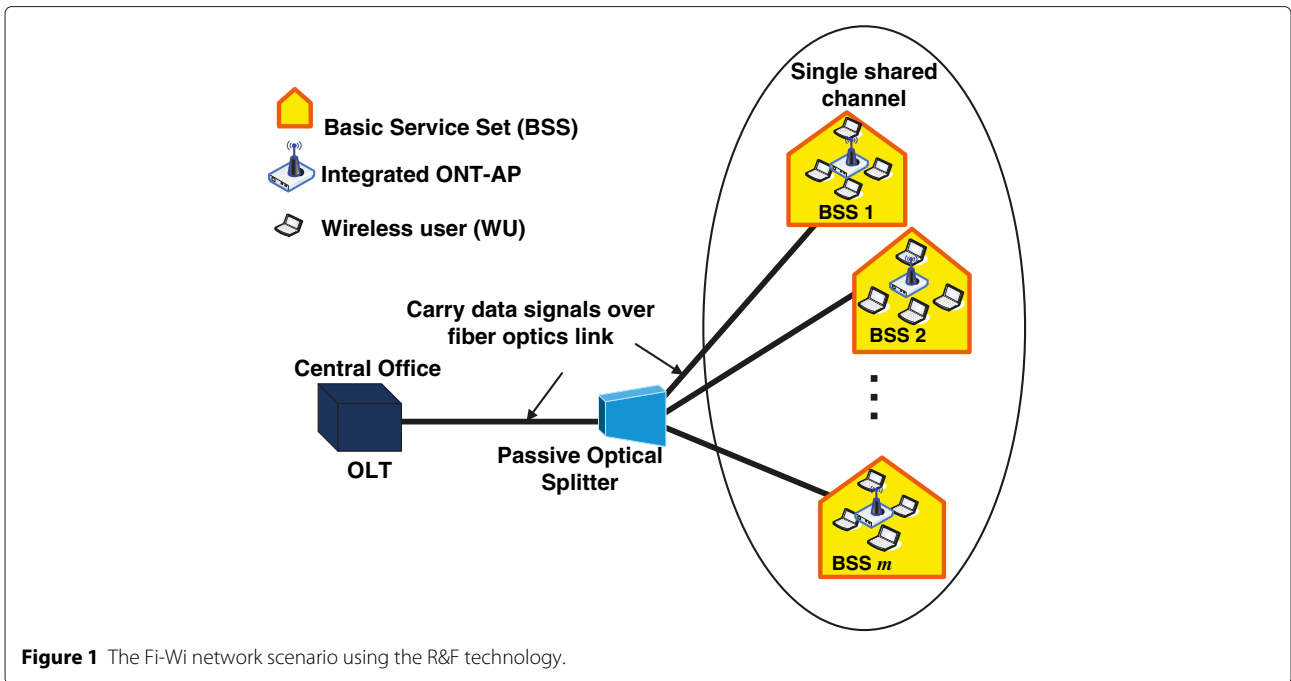 Single shared
channel
Basic Service Set (BSS)
Integrated ONT-AP
Wireless user (WU)
BSS 1
BSS 2
Carry data signals over
fiber optics link
Central Office
OLT
Passive Optical
Splitter
BSS m
Figure 1 The Fi-Wi network scenario using the R&F technology.